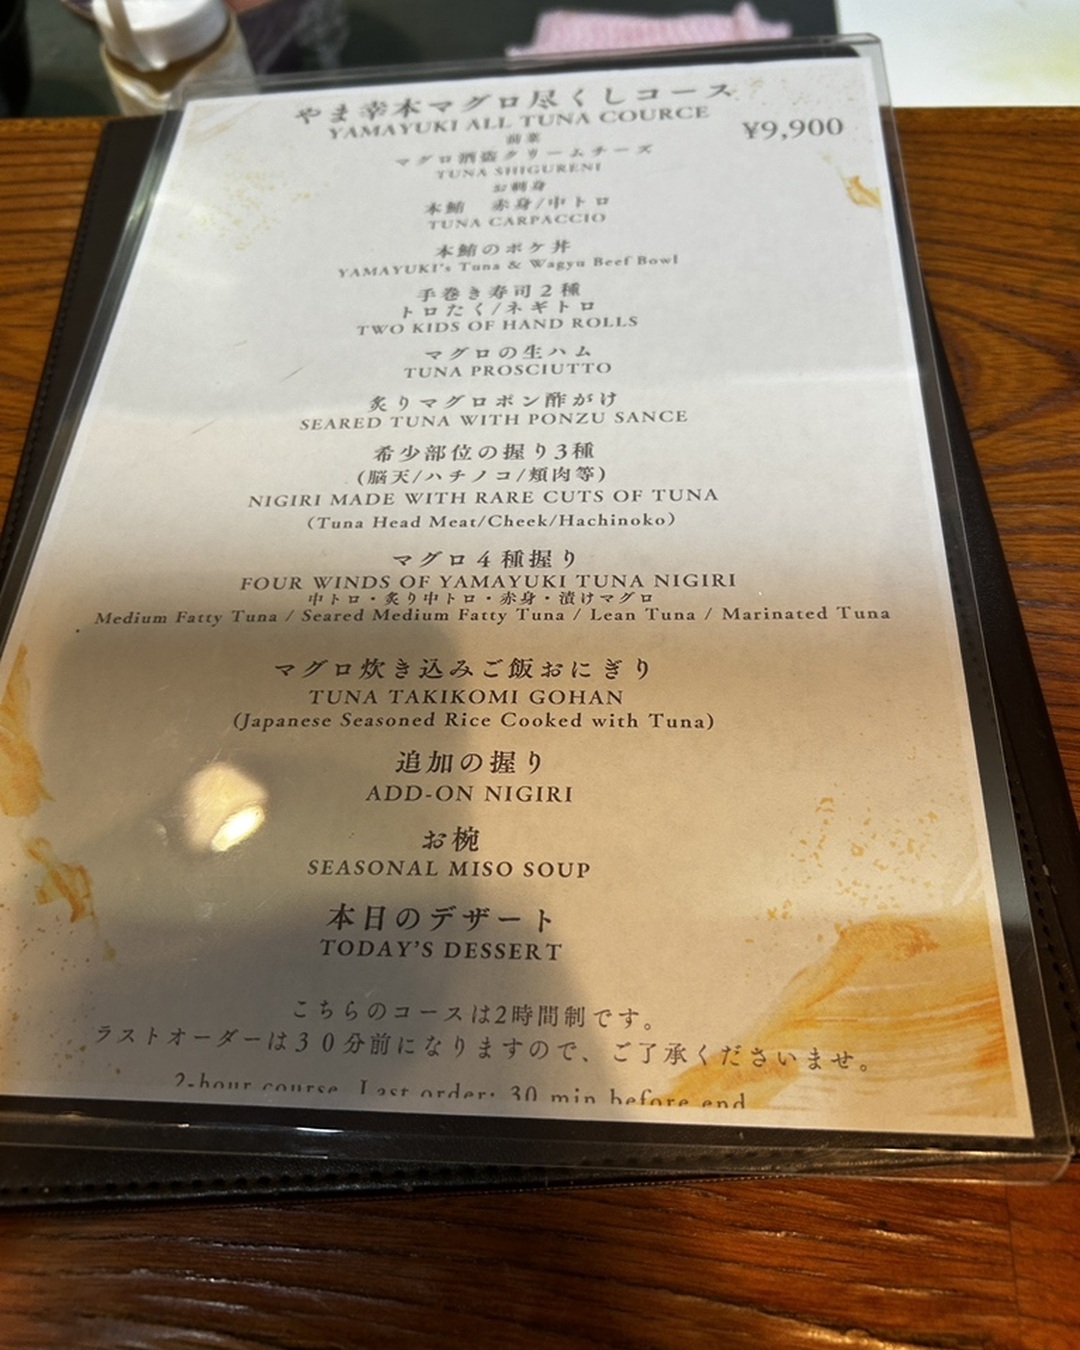 やま幸本マグロ尽くしコース
YAMAYUKI ALL TUNA COURCE
¥9,900
前菜
マグロ酒盗クリームチーズ
TUNA SHIGURENI
お刺身
本鮪 赤身/中トロ
TUNA CARPACCIO
本鮪のポケ丼
YAMAYUKI's Tuna & Wagyu Beef Bowl
手巻き寿司2種
トロたく/ネギトロ
TWO KIDS OF HAND ROLLS
マグロの生ハム
TUNA PROSCIUTTO
炙りマグロポン酢がけ
SEARED TUNA WITH PONZU SANCE
希少部位の握り3種
(脳天/ハチノコ/頬肉等)
NIGIRI MADE WITH RARE CUTS OF TUNA
(Tuna Head Meat/Cheek/Hachinoko)
マグロ4種握り
FOUR WINDS OF YAMAYUKI TUNA NIGIRI
中トロ・炙り中トロ・赤身・漬けマグロ
Medium Fatty Tuna / Seared Medium Fatty Tuna / Lean Tuna / Marinated Tuna
マグロ炊き込みご飯おにぎり
TUNA TAKIKOMI GOHAN
(Japanese Seasoned Rice Cooked with Tuna)
追加の握り
ADD-ON NIGIRI
お椀
SEASONAL MISO SOUP
本日のデザート
TODAY'S DESSERT
こちらのコースは2時間制です。
ラストオーダーは30分前になりますので、ご了承くださいませ。
2-hour course. Last order: 30 min before end